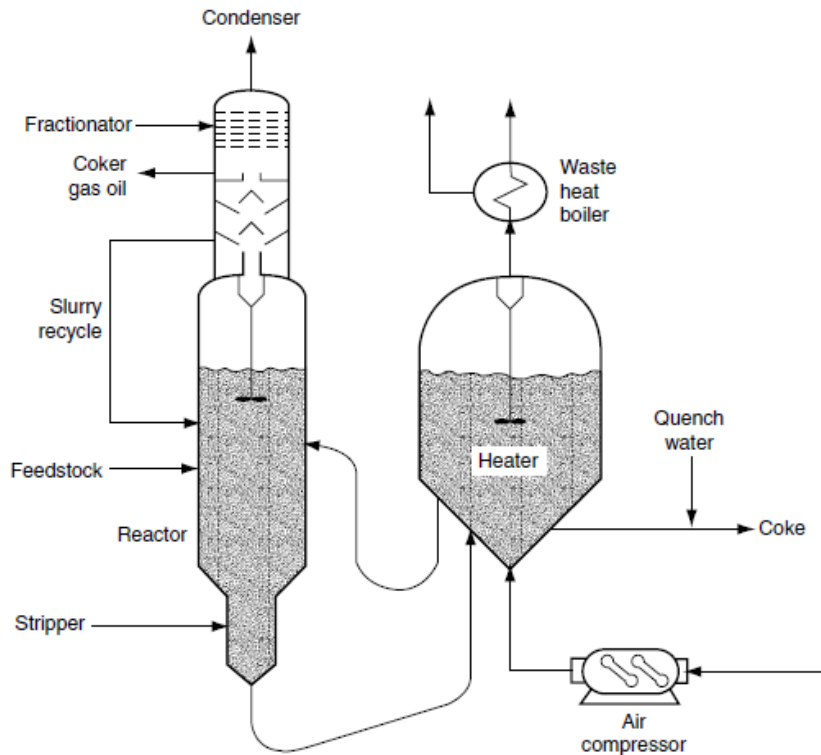 Condenser
Fractionator
Coker
gas oil
Waste
heat
boiler
Slurry
recycle
Quench
water
Feedstock
Heater
Coke
Reactor
Stripper
Air
compressor